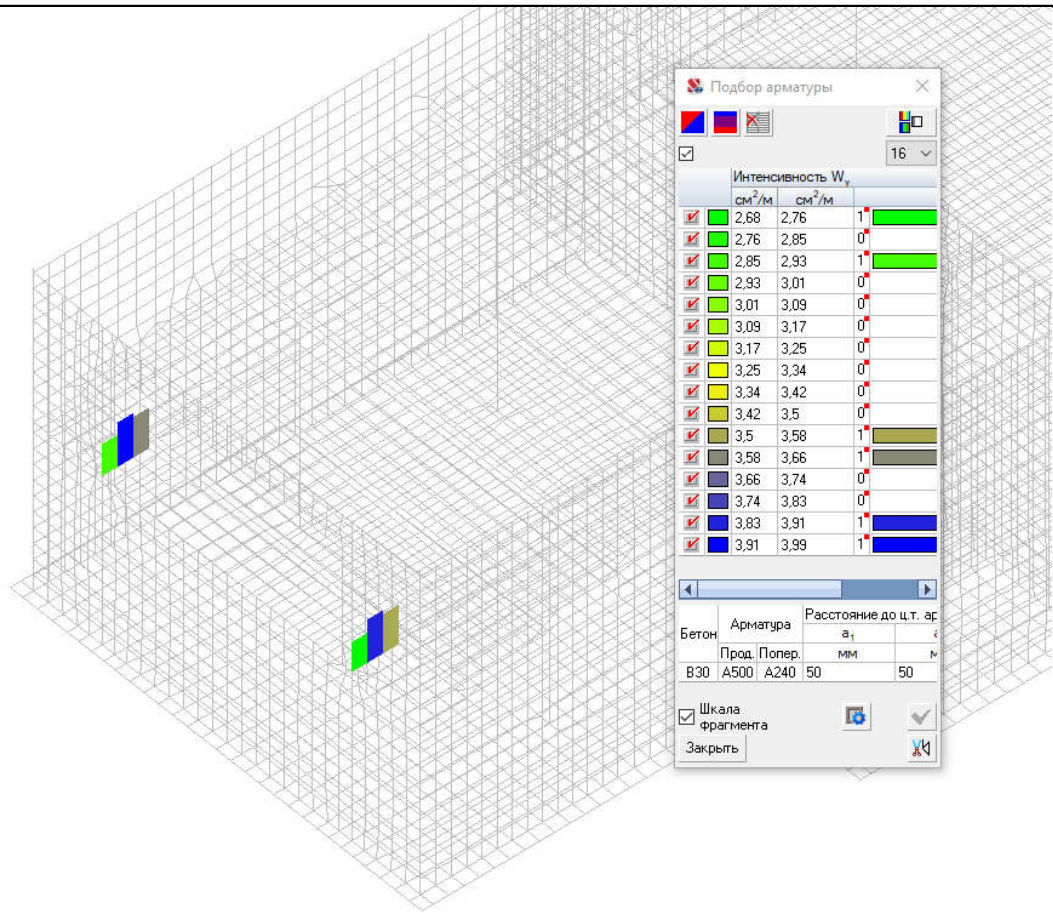 Подбор арматуры
16
Интенсивность Wy
см²/м см²/м
2,68 2,76 1
2,76 2,85 0
2,85 2,93 1
2,93 3,01 0
3,01 3,09 0
3,09 3,17 0
3,17 3,25 0
3,25 3,34 0
3,34 3,42 0
3,42 3,5 0
3,5 3,58 1
3,58 3,66 1
3,66 3,74 0
3,74 3,83 0
3,83 3,91 1
3,91 3,99 1
Бетон Арматура Расстояние до ц.т. ар
a1
Прод. Попер. мм
B30 A500 A240 50 50
Шкала
фрагмента
Закрыть